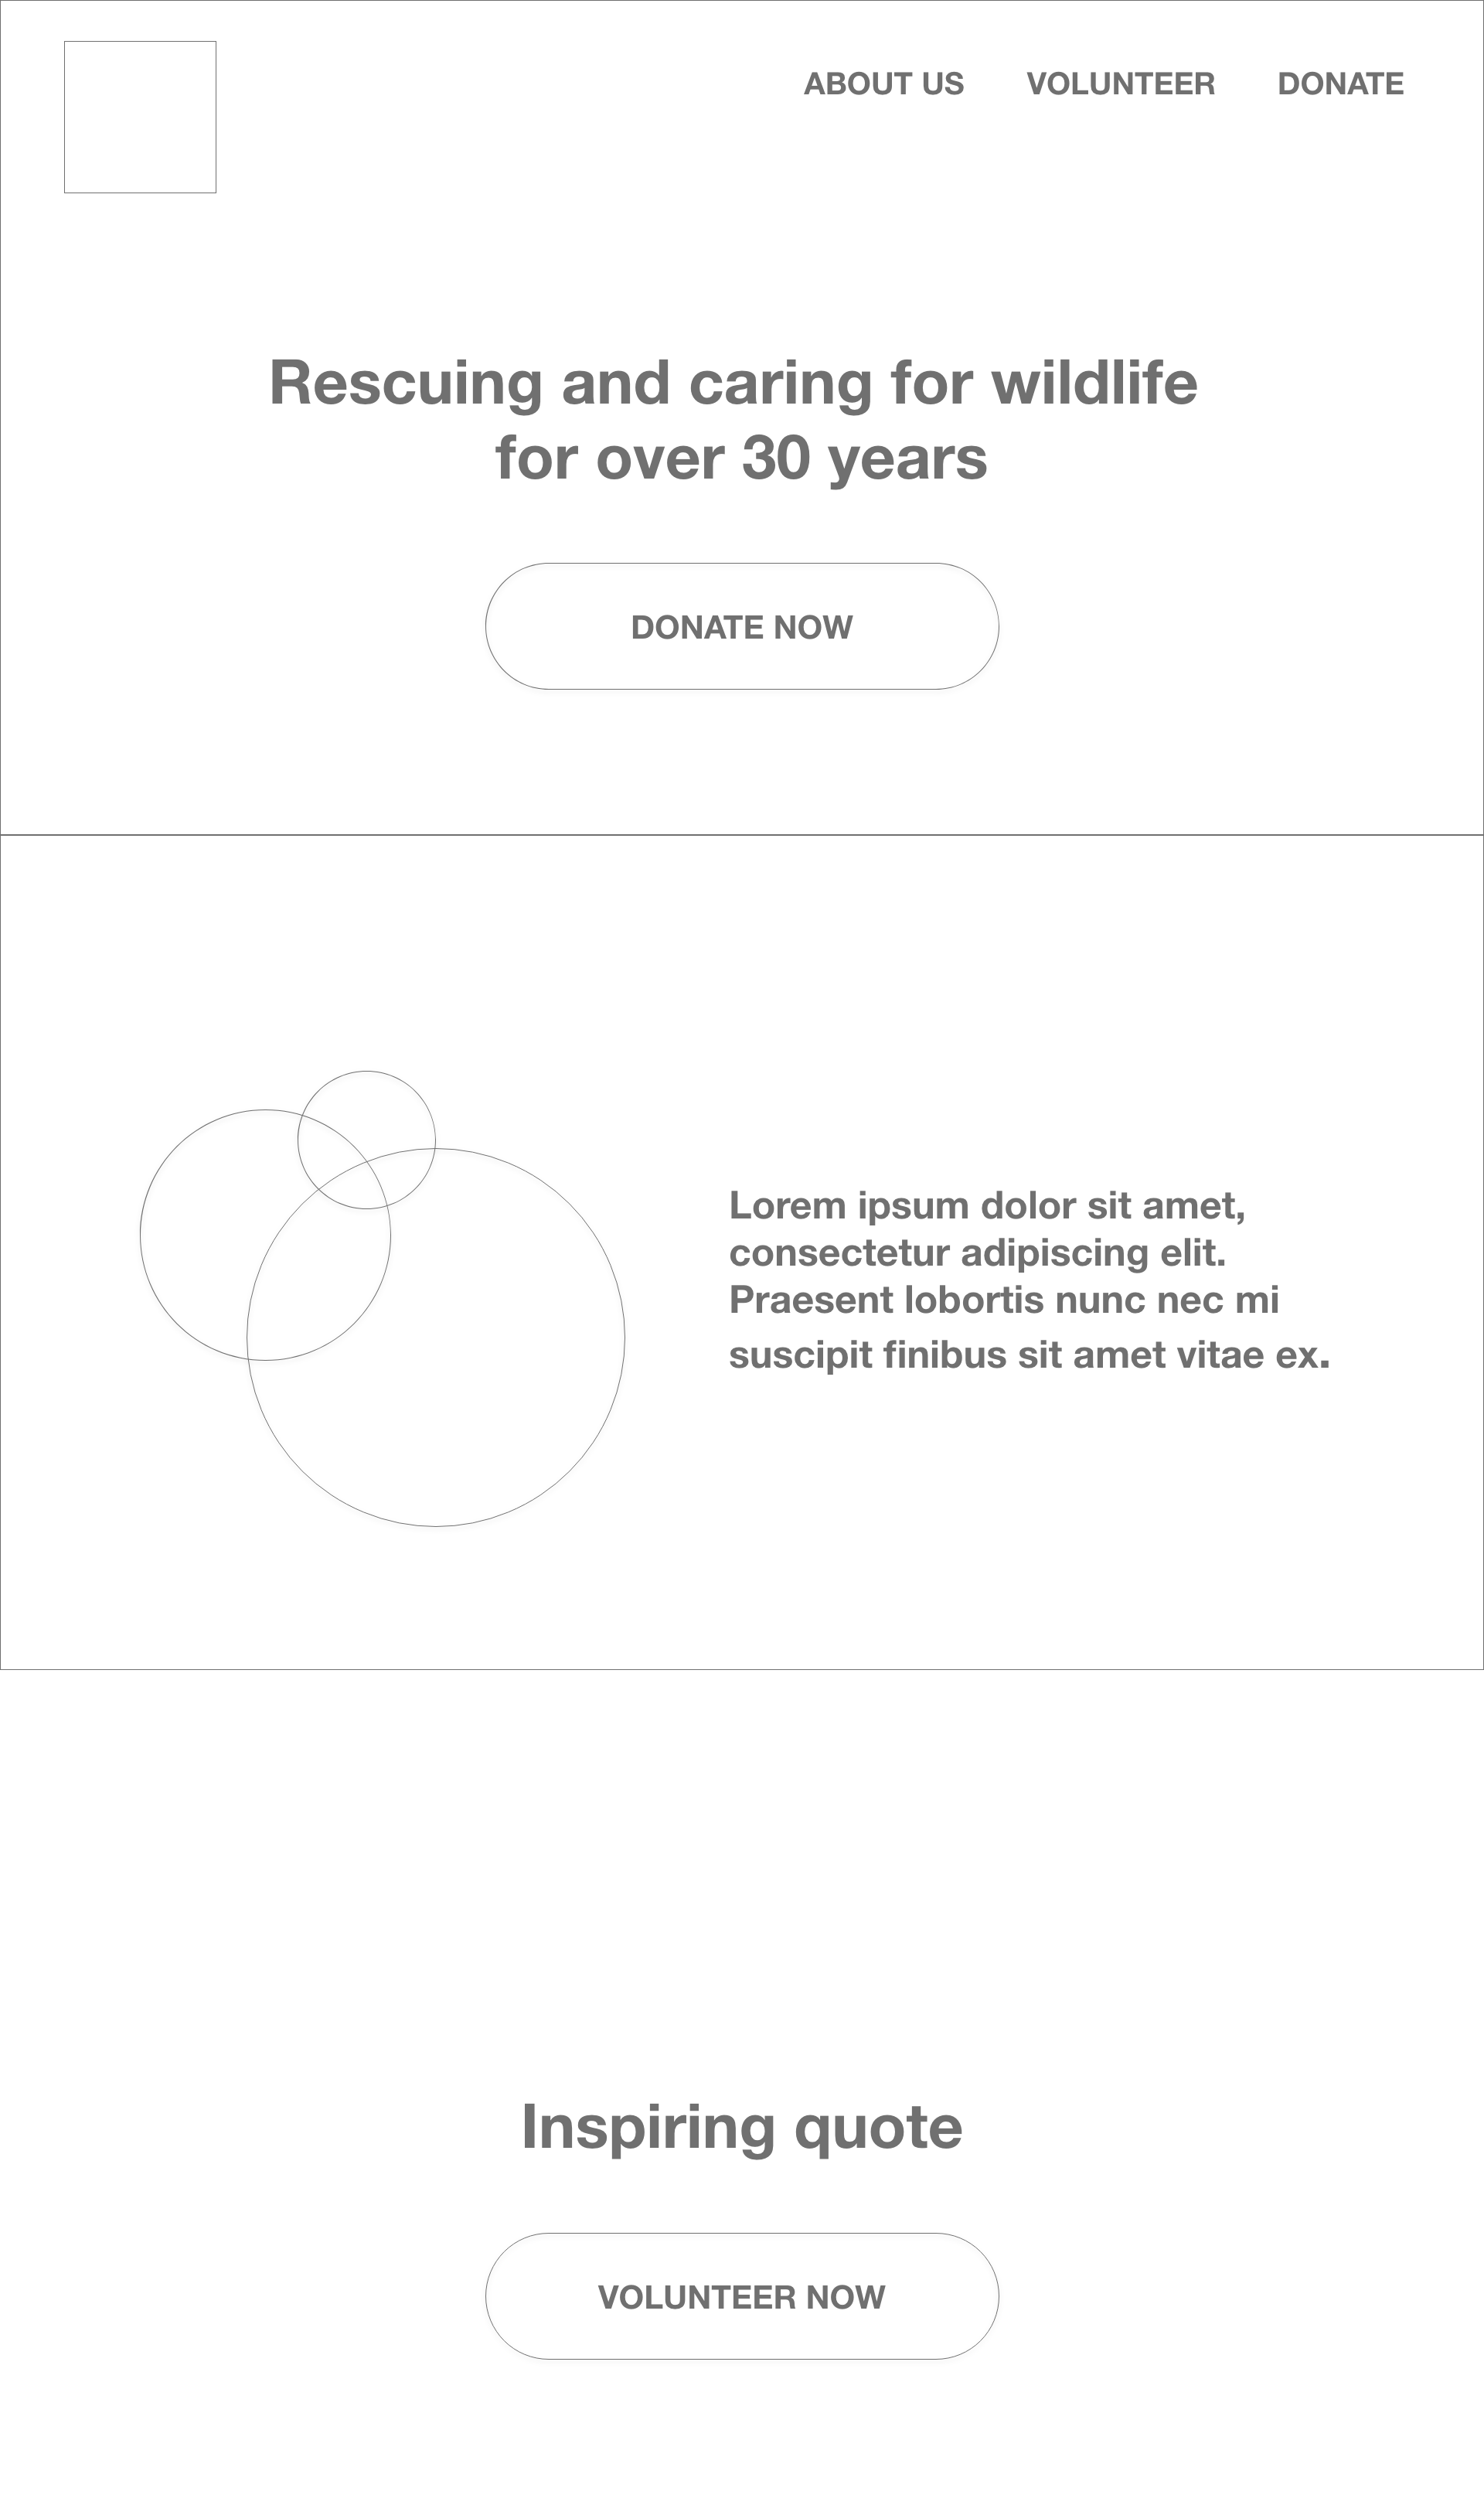 ABOUT US VOLUNTEER DONATE
Rescuing and caring for wildlife
for over 30 years
DONATE NOW
Lorem ipsum dolor sit amet,
consectetur adipiscing elit.
Praesent lobortis nunc nec mi
suscipit finibus sit amet vitae ex.
Inspiring quote
VOLUNTEER NOW